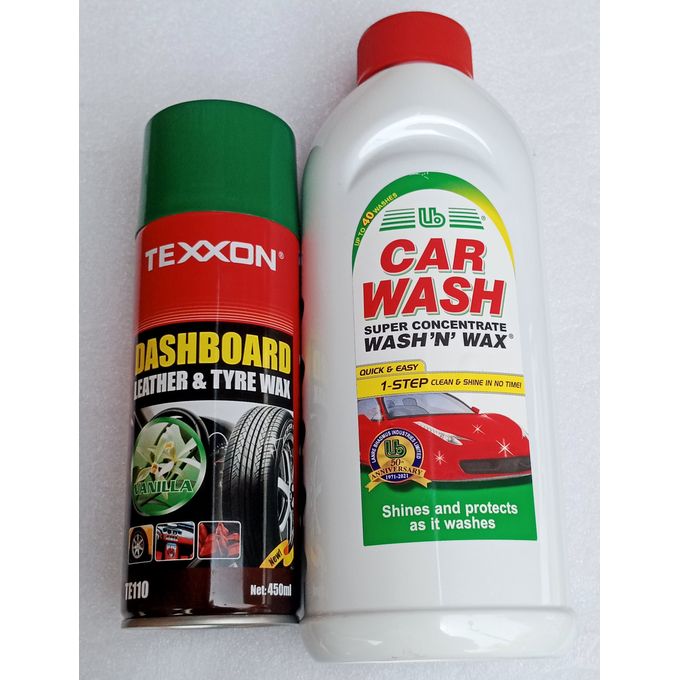 TEXXON®
DASHBOARD
LEATHER & TYRE WAX
VANILLA
New!
TE110
Net: 450ml
UP TO 40 WASHES
Ub®
CAR
WASH
SUPER CONCENTRATE
WASH'N'WAX®
QUICK & EASY
1-STEP CLEAN & SHINE IN NO TIME!
Ub
50th
ANNIVERSARY
1971-2021
Shines and protects
as it washes